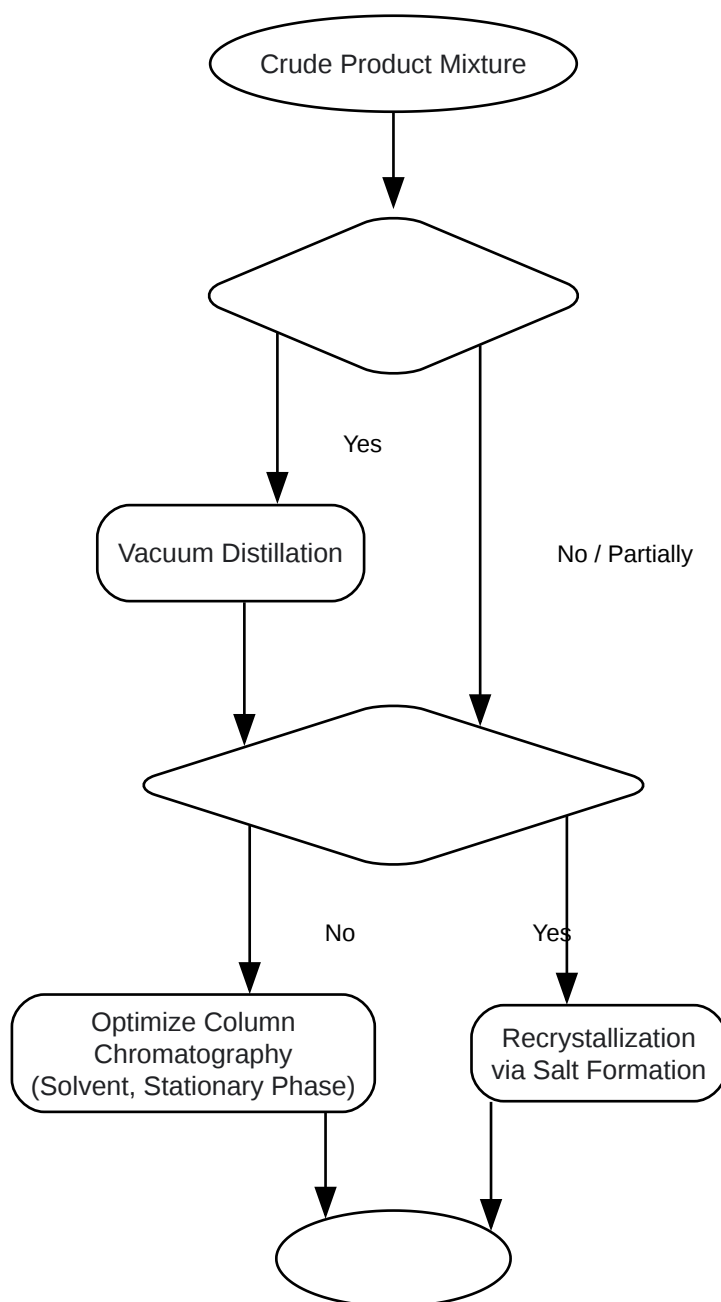 Crude Product Mixture
Yes
Vacuum Distillation
No / Partially
No
Yes
Optimize Column
Chromatography
(Solvent, Stationary Phase)
Recrystallization
via Salt Formation